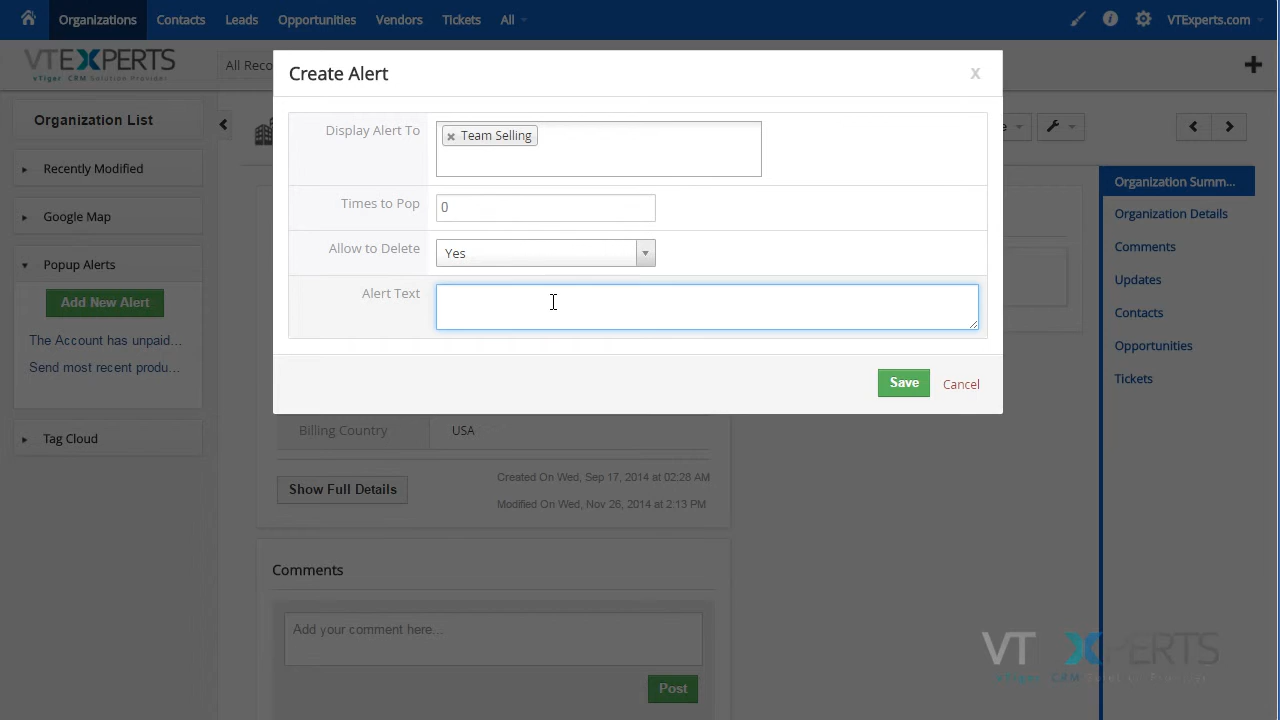 Organizations Contacts Leads Opportunities Vendors Tickets All VTExperts.com
VTEXPERTS
vTiger CRM Solution Provider
All Reco
Create Alert
X
Organization List
Recently Modified
Google Map
Popup Alerts
Add New Alert
The Account has unpaid...
Send most recent produ...
Tag Cloud
Display Alert To
Team Selling
Times to Pop
0
Allow to Delete
Yes
Alert Text
Save
Cancel
Billing Country
USA
Show Full Details
Created On Wed, Sep 17, 2014 at 02:28 AM
Modified On Wed, Nov 26, 2014 at 2:13 PM
Comments
Add your comment here...
Post
Organization Summ...
Organization Details
Comments
Updates
Contacts
Opportunities
Tickets
VTEXPERTS
vTiger CRM Solution Provider